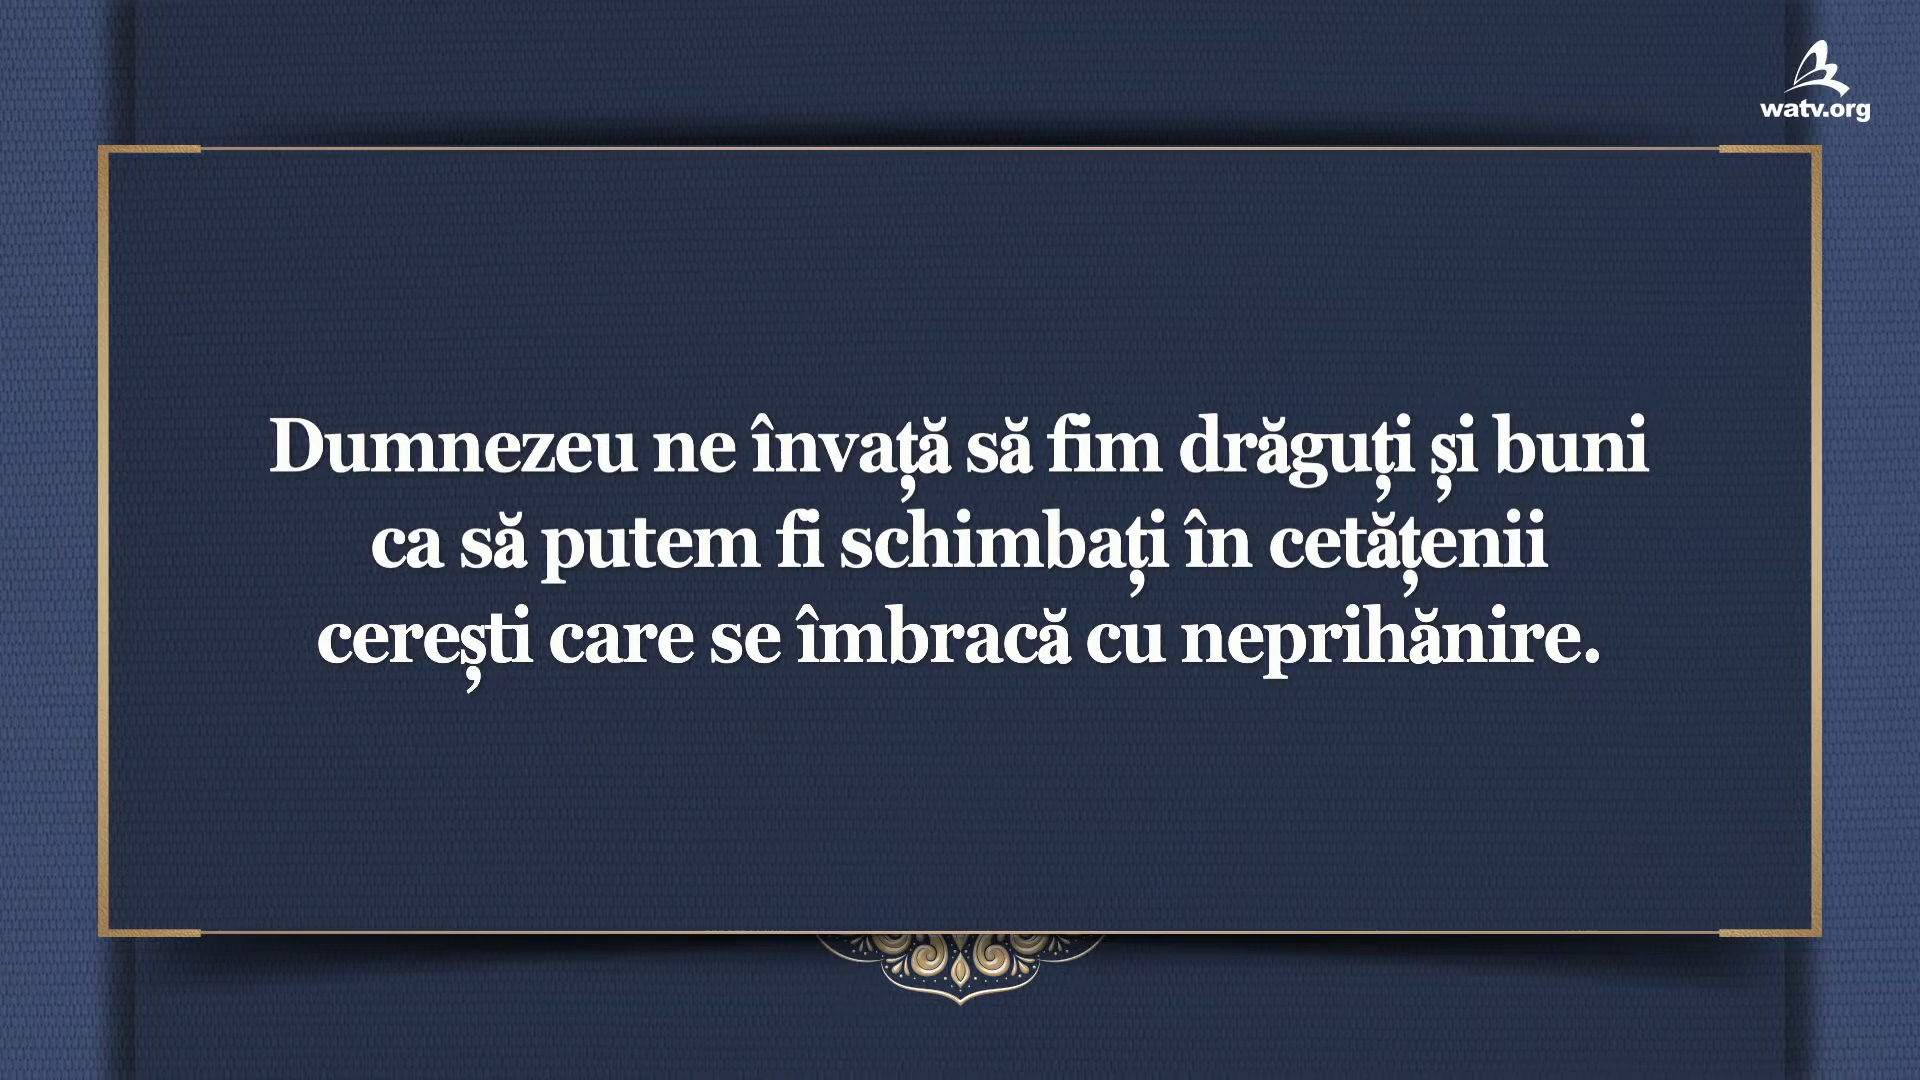 watv.org
Dumnezeu ne învață să fim drăguți și buni
ca să putem fi schimbați în cetățenii
cerești care se îmbracă cu neprihănire.